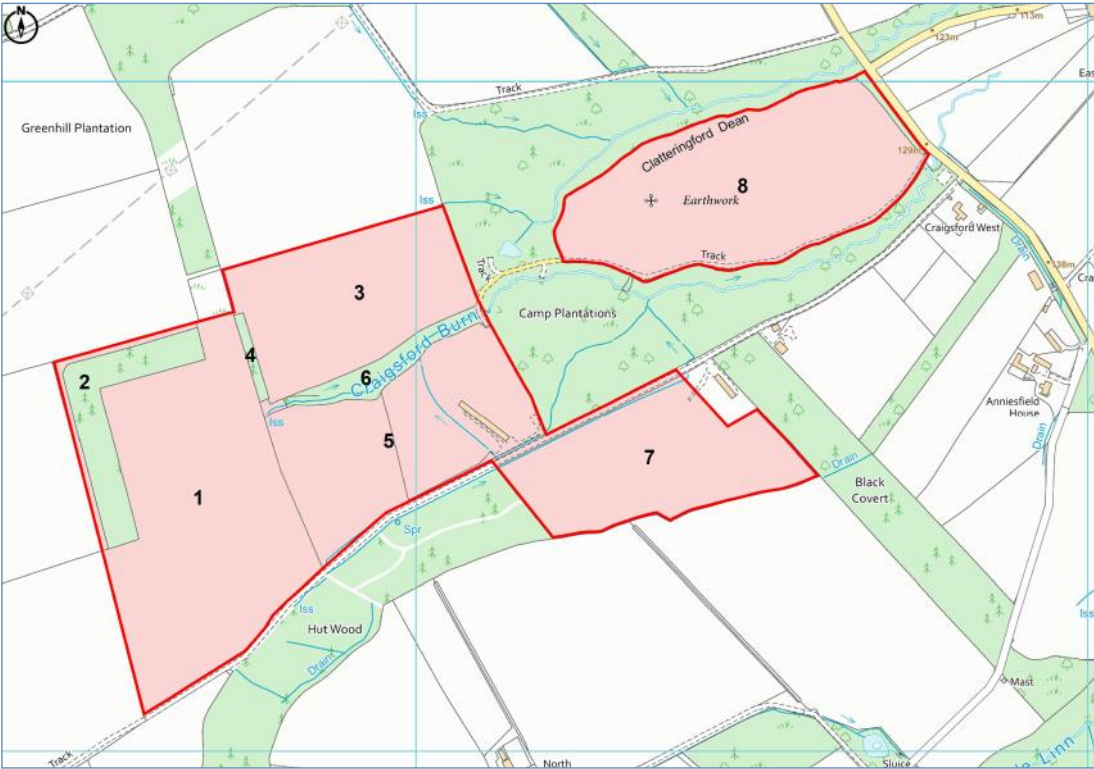 N
113m
123m
Track
Eas
Iss
Greenhill Plantation
Clatteringford Dean
129m
8
Iss
Earthwork
Craigsford West
Track
Drain
Track
138m
3
Cra
Camp Plantations
Craigsford Burn
4
2
6
Iss
Anniesfield
House
5
Drain
7
Drain
1
Black
Covert
Spr
Iss
Iss
Hut Wood
Drain
Mast
Track
North
Sluice
le Linn